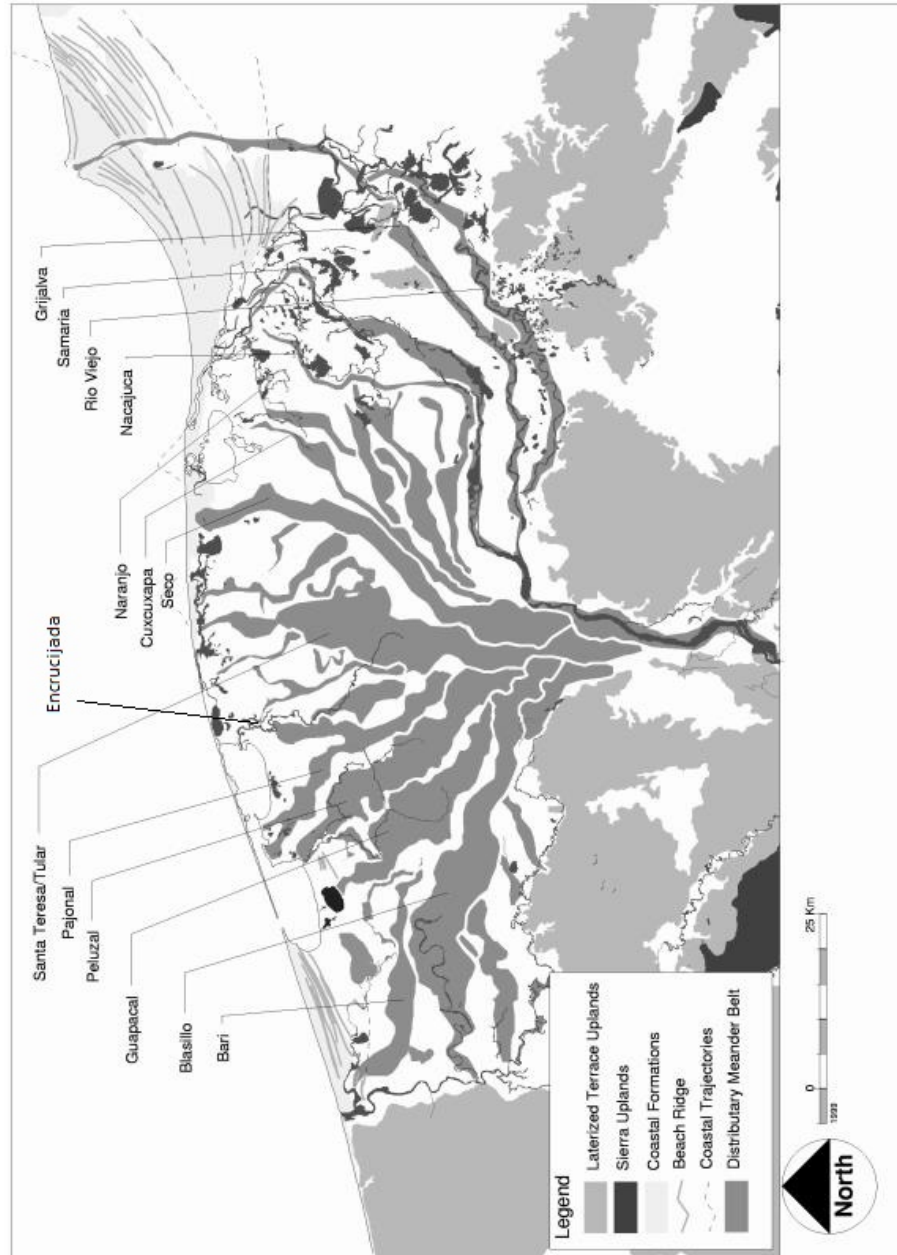 Encrucijada
Santa Teresa/Tular
Pajonal
Peluzal
Guapacal
Blasillo
Bari
Naranjo
Cuxcuxapa
Seco
Grijalva
Samaria
Rio Viejo
Nacajuca
Legend
Laterized Terrace Uplands
Sierra Uplands
Coastal Formations
Beach Ridge
Coastal Trajectories
Distributary Meander Belt
0 25 Km
North